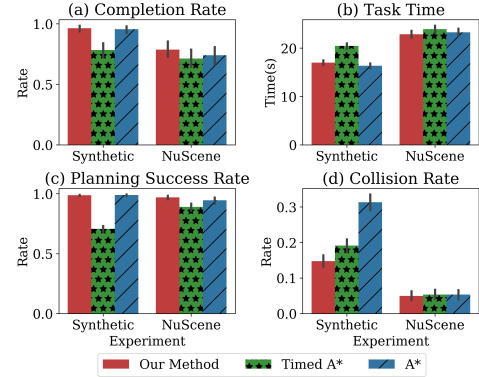 (a) Completion Rate
1.0
0.5
0.0
Rate
Synthetic
NuScene
(b) Task Time
20
10
0
Time(s)
Synthetic
NuScene
(c) Planning Success Rate
1.0
0.5
0.0
Rate
Synthetic
NuScene
Experiment
(d) Collision Rate
0.3
0.2
0.1
0.0
Rate
Synthetic
NuScene
Experiment
Our Method
Timed A*
A*